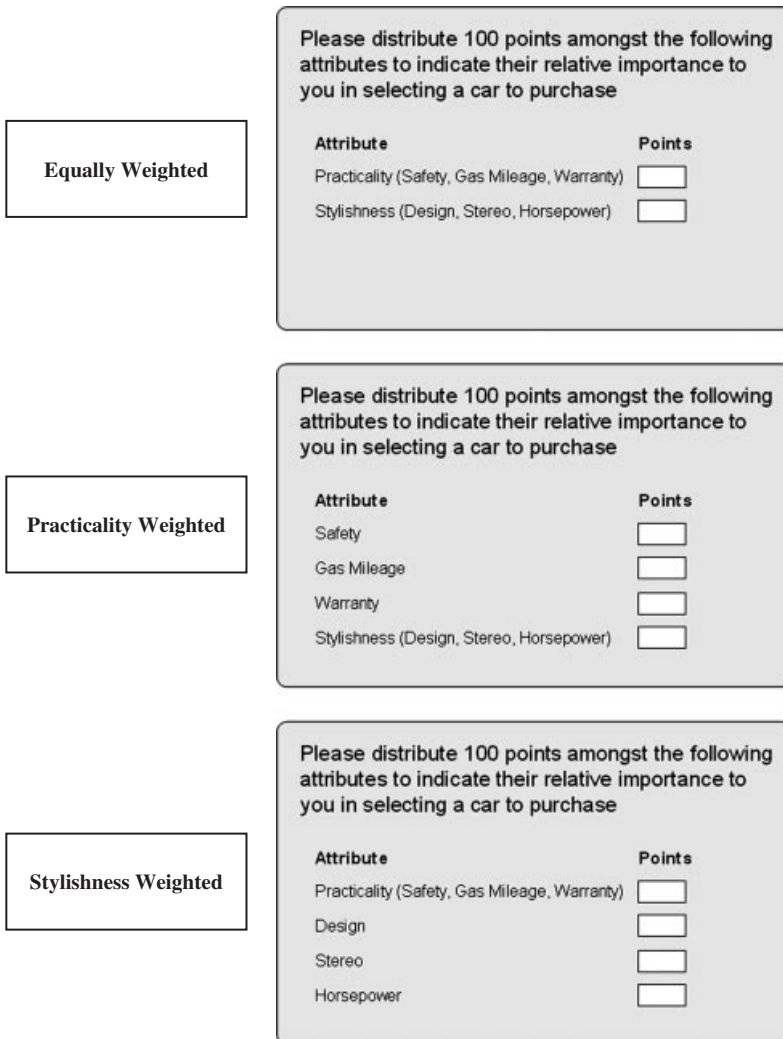 Please distribute 100 points amongst the following
attributes to indicate their relative importance to
you in selecting a car to purchase
Equally Weighted
Attribute Points
Practicality (Safety, Gas Mileage, Warranty)
Stylishness (Design, Stereo, Horsepower)
Please distribute 100 points amongst the following
attributes to indicate their relative importance to
you in selecting a car to purchase
Practicality Weighted
Attribute Points
Safety
Gas Mileage
Warranty
Stylishness (Design, Stereo, Horsepower)
Please distribute 100 points amongst the following
attributes to indicate their relative importance to
you in selecting a car to purchase
Stylishness Weighted
Attribute Points
Practicality (Safety, Gas Mileage, Warranty)
Design
Stereo
Horsepower